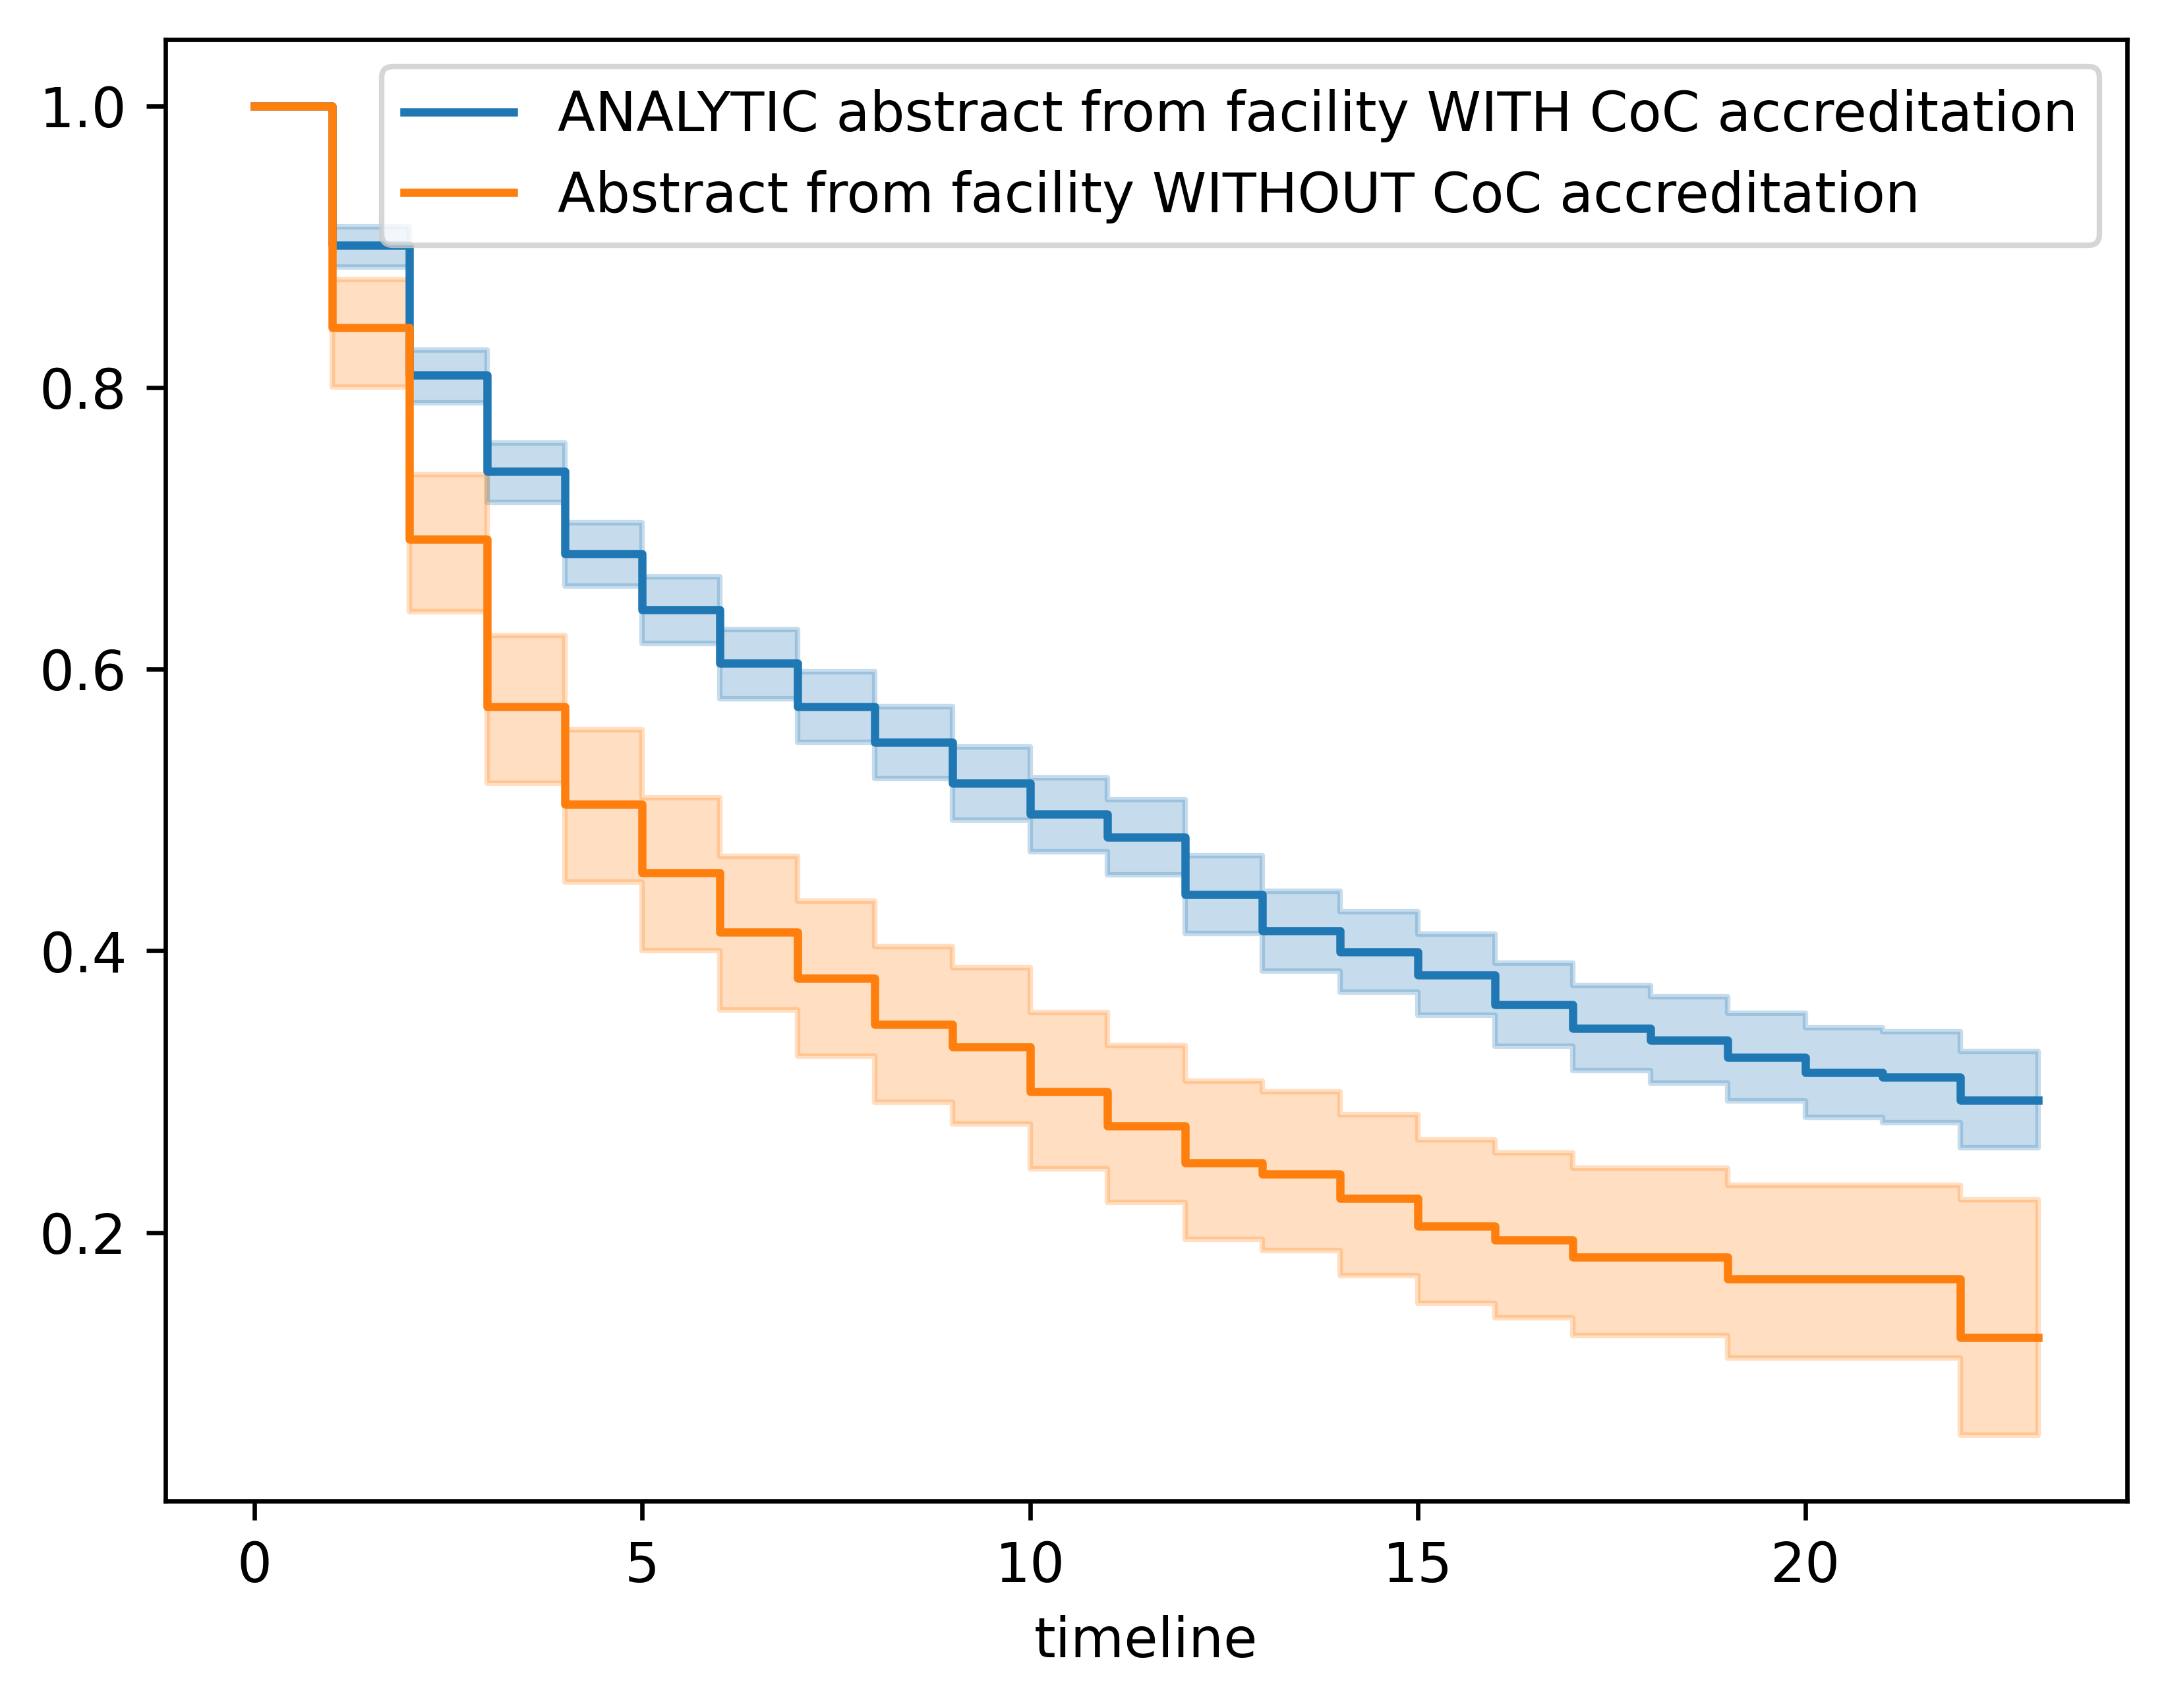 ANALYTIC abstract from facility WITH CoC accreditation
Abstract from facility WITHOUT CoC accreditation
1.0
0.8
0.6
0.4
0.2
0 5 10 15 20
timeline